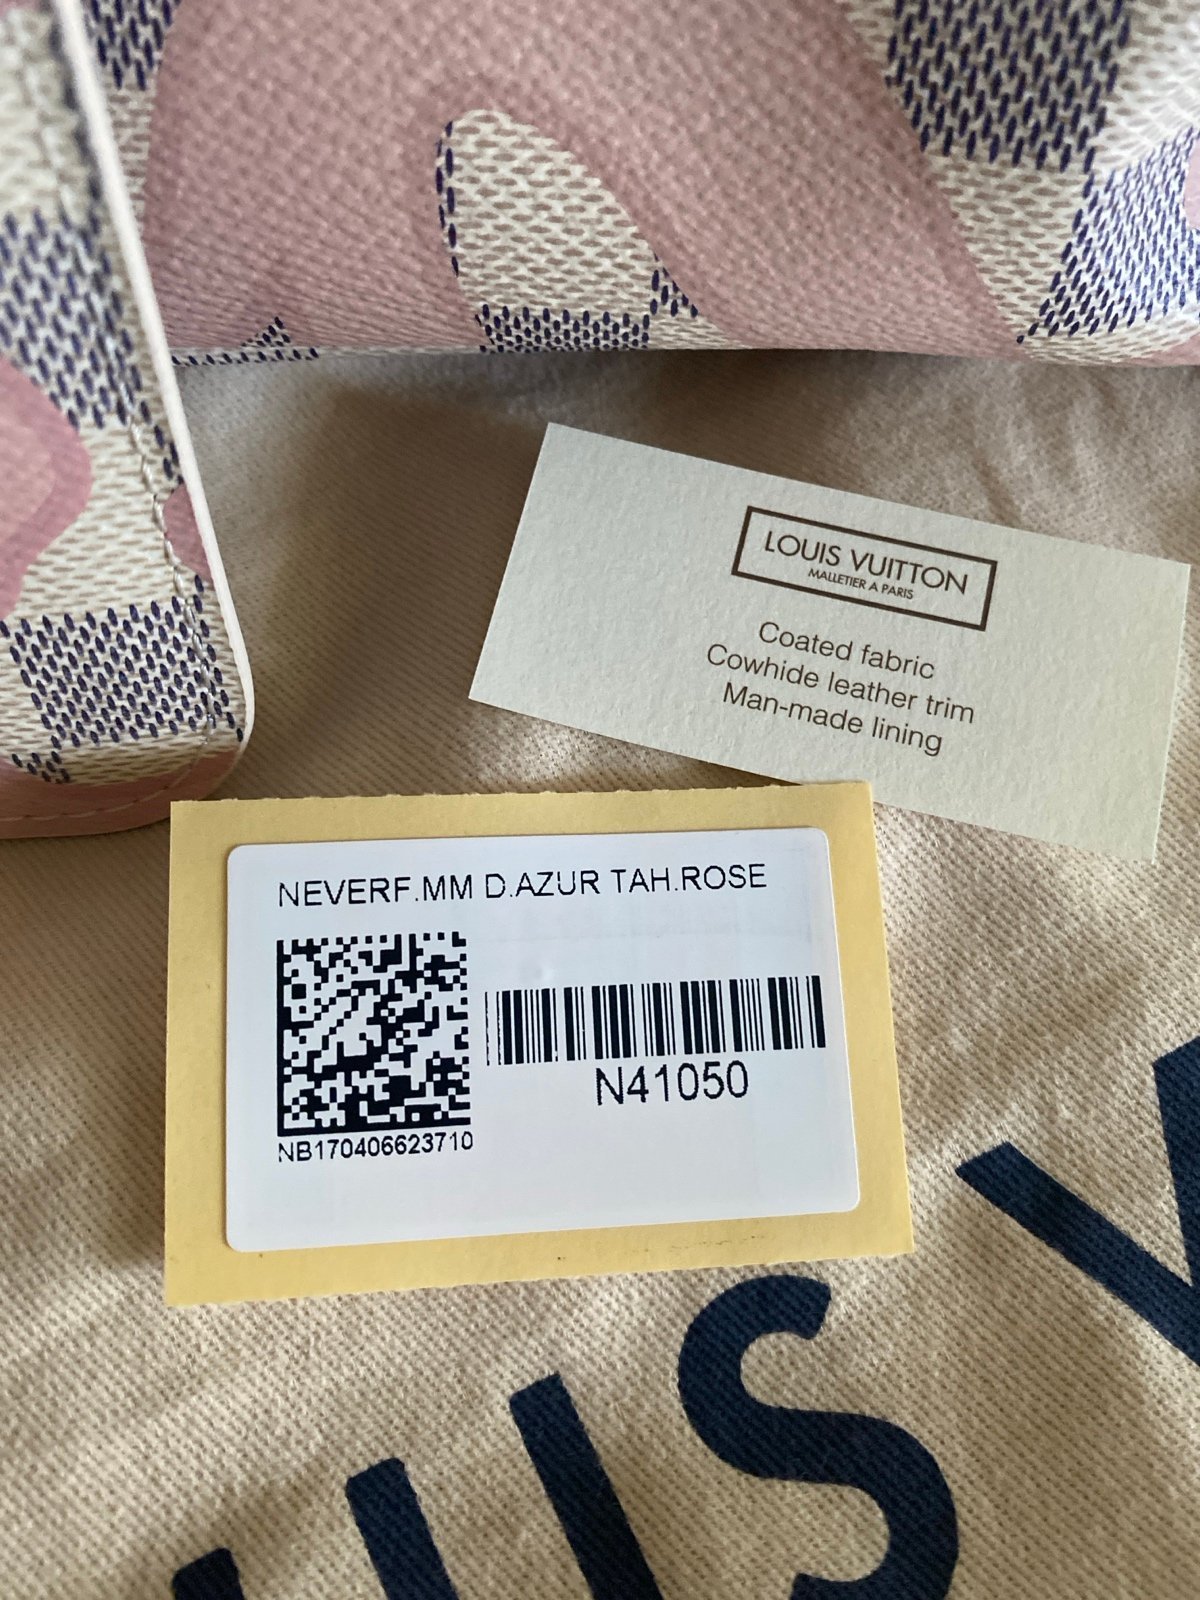 LOUIS VUITTON
MALLETIER A PARIS
Coated fabric
Cowhide leather trim
Man-made lining
NEVERF.MM D.AZUR TAH.ROSE
N41050
NB170406623710
UIS V